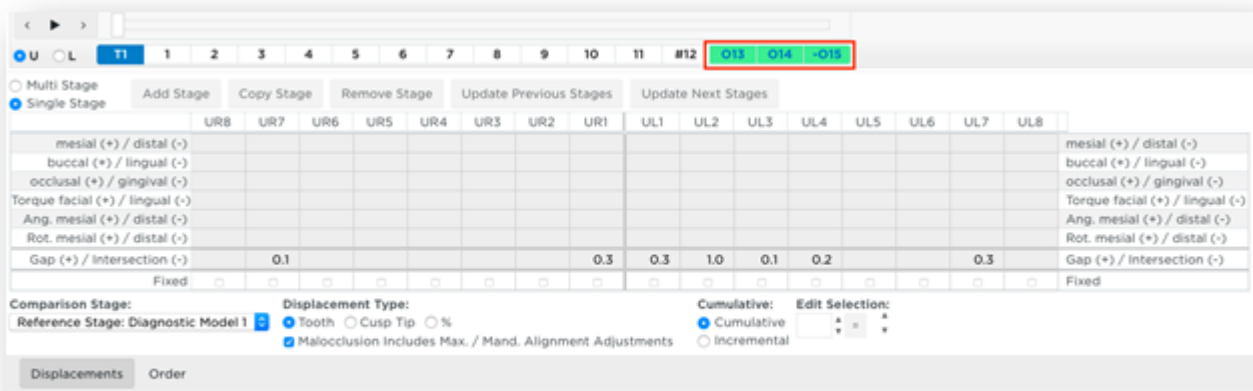 U L T1 1 2 3 4 5 6 7 8 9 10 11 #12 O13 O14 -O15
Multi Stage
Single Stage
Add Stage Copy Stage Remove Stage Update Previous Stages Update Next Stages
UR8 UR7 UR6 UR5 UR4 UR3 UR2 UR1 UL1 UL2 UL3 UL4 UL5 UL6 UL7 UL8
mesial (+) / distal (-) mesial (+) / distal (-)
buccal (+) / lingual (-) buccal (+) / lingual (-)
occlusal (+) / gingival (-) occlusal (+) / gingival (-)
Torque facial (+) / lingual (-) Torque facial (+) / lingual (-)
Ang. mesial (+) / distal (-) Ang. mesial (+) / distal (-)
Rot. mesial (+) / distal (-) Rot. mesial (+) / distal (-)
Gap (+) / Intersection (-) 0.1 0.3 0.3 1.0 0.1 0.2 0.3 Gap (+) / Intersection (-)
Fixed Fixed
Comparison Stage: Displacement Type: Cumulative: Edit Selection:
Reference Stage: Diagnostic Model 1 Tooth Cusp Tip % Cumulative =
Malocclusion Includes Max. / Mand. Alignment Adjustments Incremental
Displacements Order